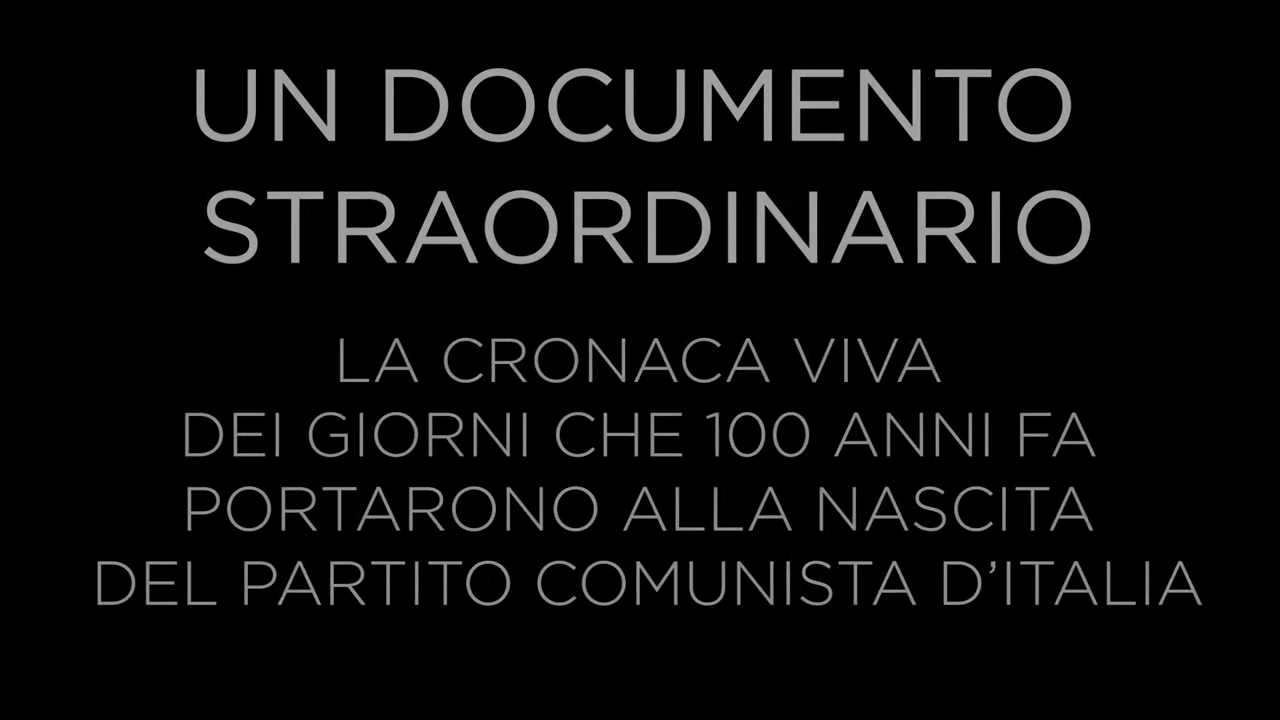 UN DOCUMENTO
STRAORDINARIO
LA CRONACA VIVA
DEI GIORNI CHE 100 ANNI FA
PORTARONO ALLA NASCITA
DEL PARTITO COMUNISTA D’ITALIA